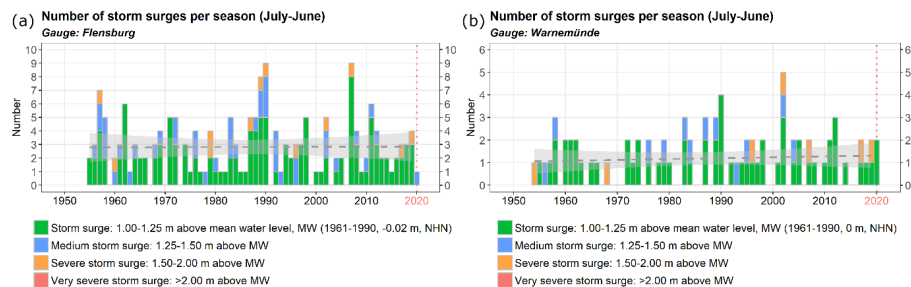 (a)
Number of storm surges per season (July-June)
Gauge: Flensburg
Number
10 9 8 7 6 5 4 3 2 1 0
10 9 8 7 6 5 4 3 2 1 0
1950 1960 1970 1980 1990 2000 2010 2020
Storm surge: 1.00-1.25 m above mean water level, MW (1961-1990, -0.02 m, NHN)
Medium storm surge: 1.25-1.50 m above MW
Severe storm surge: 1.50-2.00 m above MW
Very severe storm surge: >2.00 m above MW
(b)
Number of storm surges per season (July-June)
Gauge: Warnemünde
Number
6 5 4 3 2 1 0
6 5 4 3 2 1 0
1950 1960 1970 1980 1990 2000 2010 2020
Storm surge: 1.00-1.25 m above mean water level, MW (1961-1990, 0 m, NHN)
Medium storm surge: 1.25-1.50 m above MW
Severe storm surge: 1.50-2.00 m above MW
Very severe storm surge: >2.00 m above MW